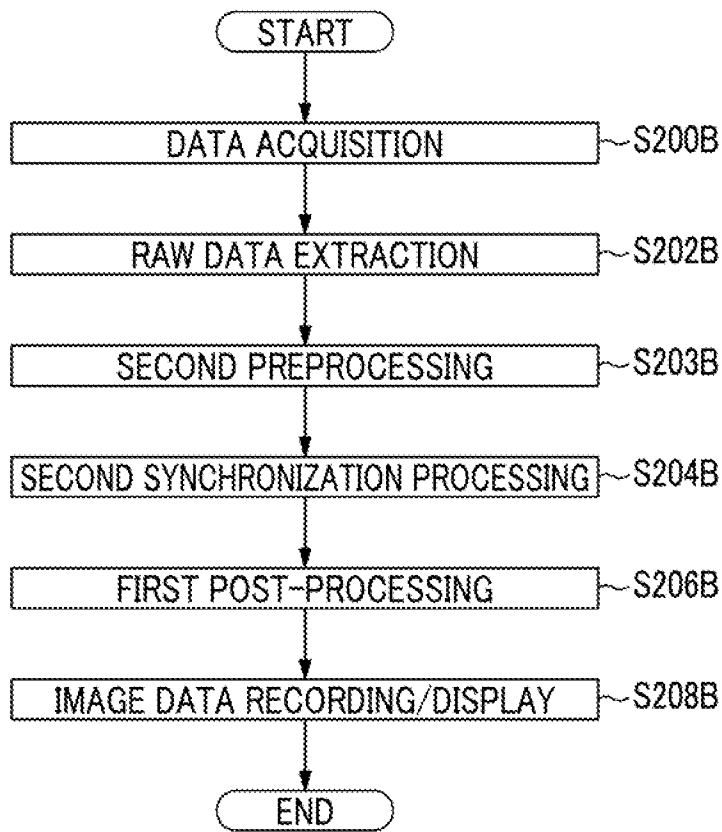 START
DATA ACQUISITION S200B
RAW DATA EXTRACTION S202B
SECOND PREPROCESSING S203B
SECOND SYNCHRONIZATION PROCESSING S204B
FIRST POST-PROCESSING S206B
IMAGE DATA RECORDING/DISPLAY S208B
END